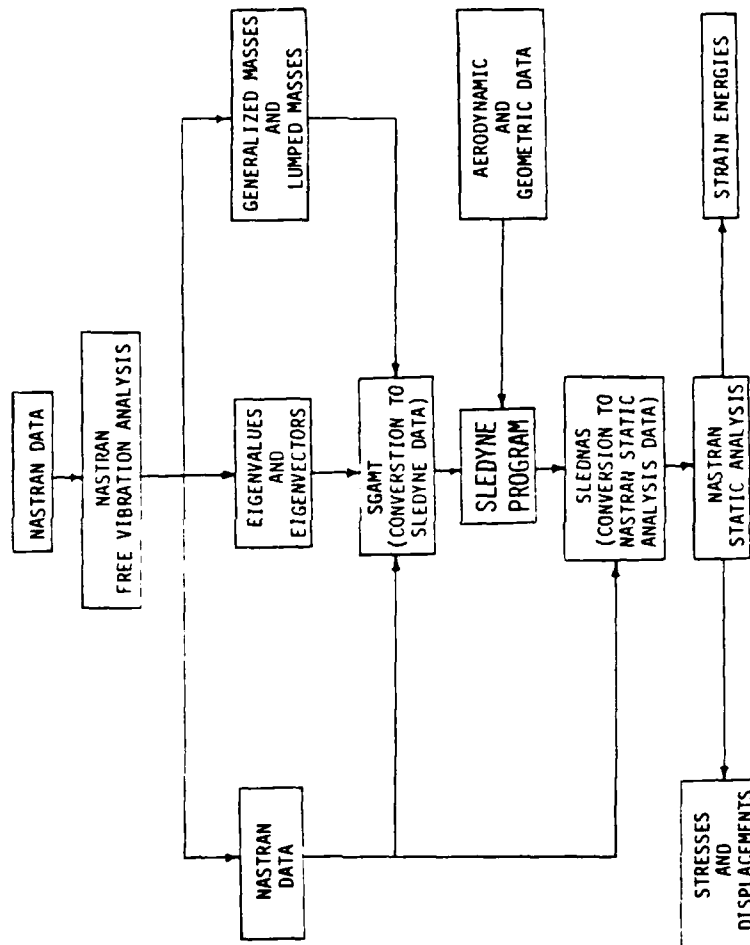 NASTRAN DATA
NASTRAN
FREE VIBRATION ANALYSIS
NASTRAN
DATA
EIGENVALUES
AND
EIGENVECTORS
GENERALIZED MASSES
AND
LUMPED MASSES
SGAMT
(CONVERSTION TO
SLEDYNE DATA)
AERODYNAMIC
AND
GEOMETRIC DATA
SLEDYNE
PROGRAM
SLEDNAS
(CONVERSION TO
NASTRAN STATIC
ANALYSIS DATA)
NASTRAN
STATIC ANALYSIS
STRESSES
AND
DISPLACEMENTS
STRAIN ENERGIES